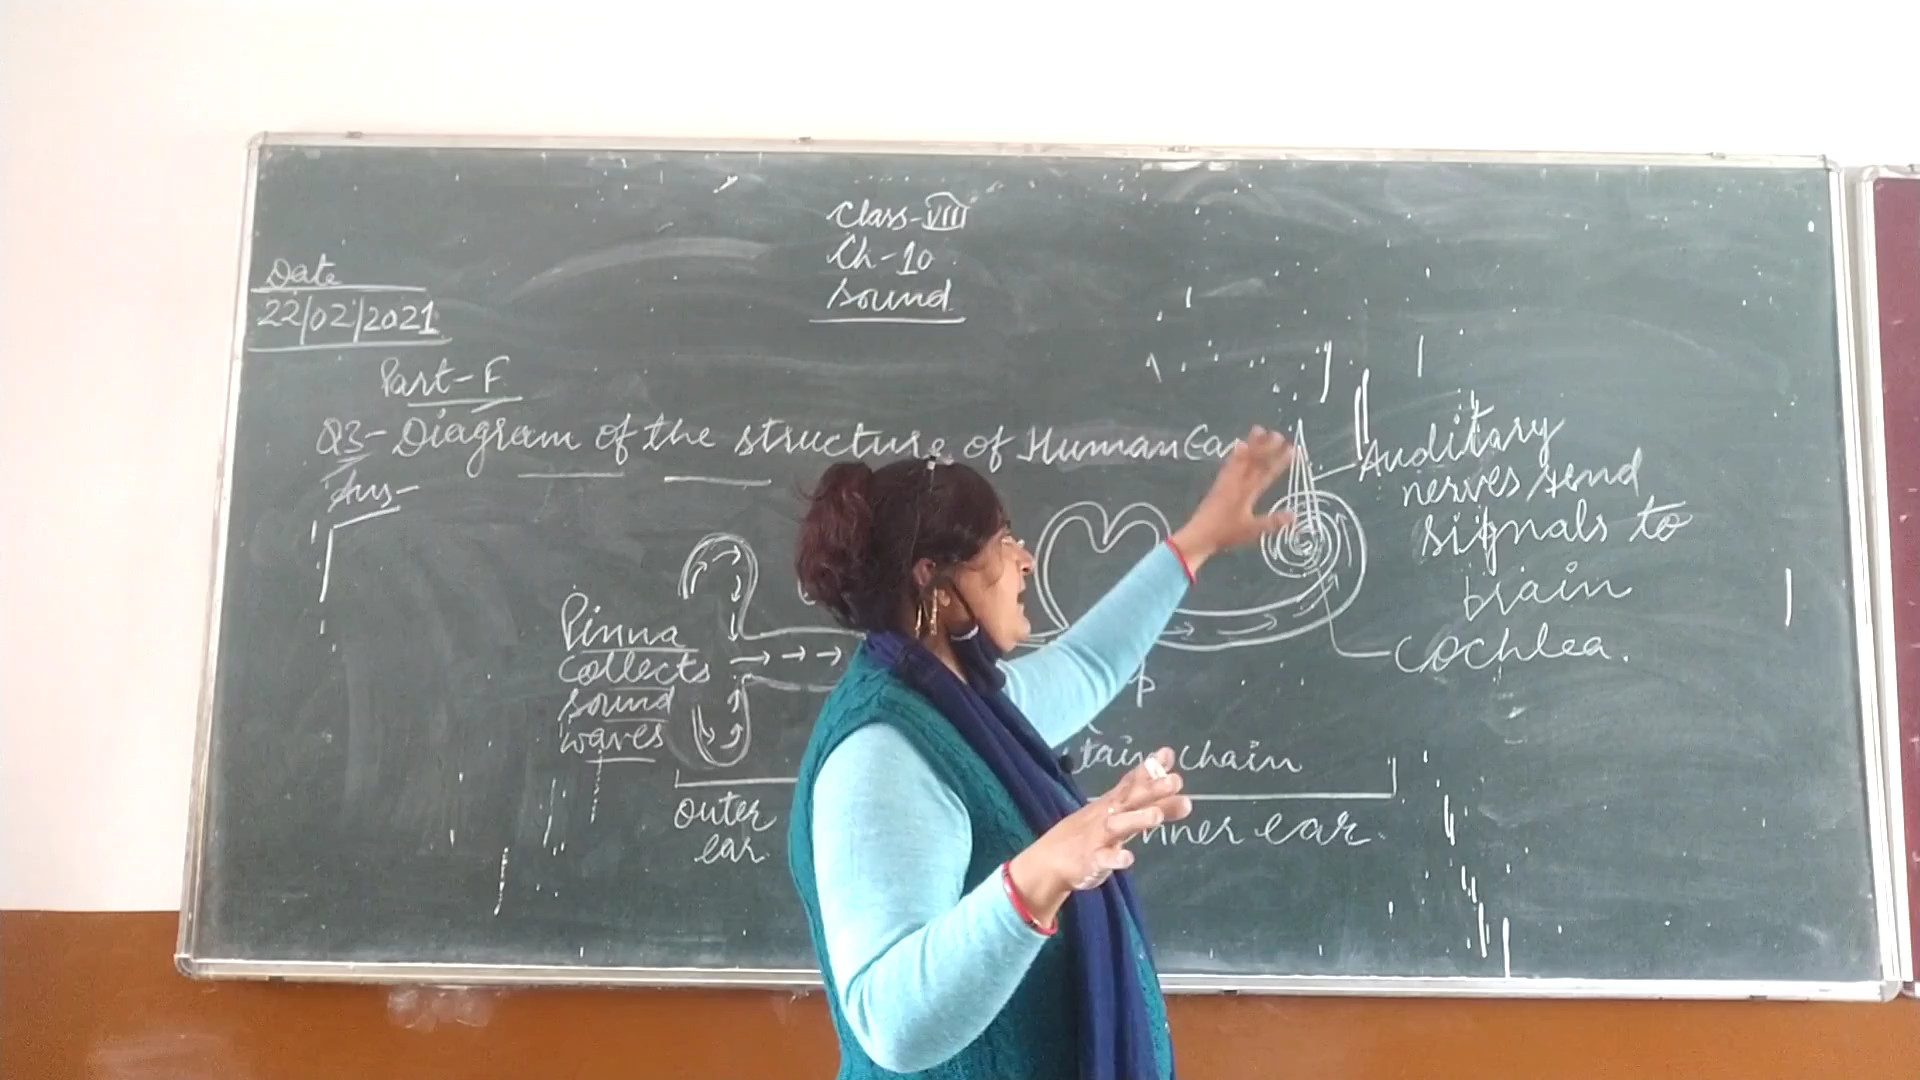 Class-VIII
Ch-10
Sound
Date
22/02/2021
Part-F
Q3-Diagram of the structure of Human Ear
Ans-
Auditary
nerves send
signals to
brain
Cochlea.
Pinna
collects
sound
waves
chain
outer
ear
ear